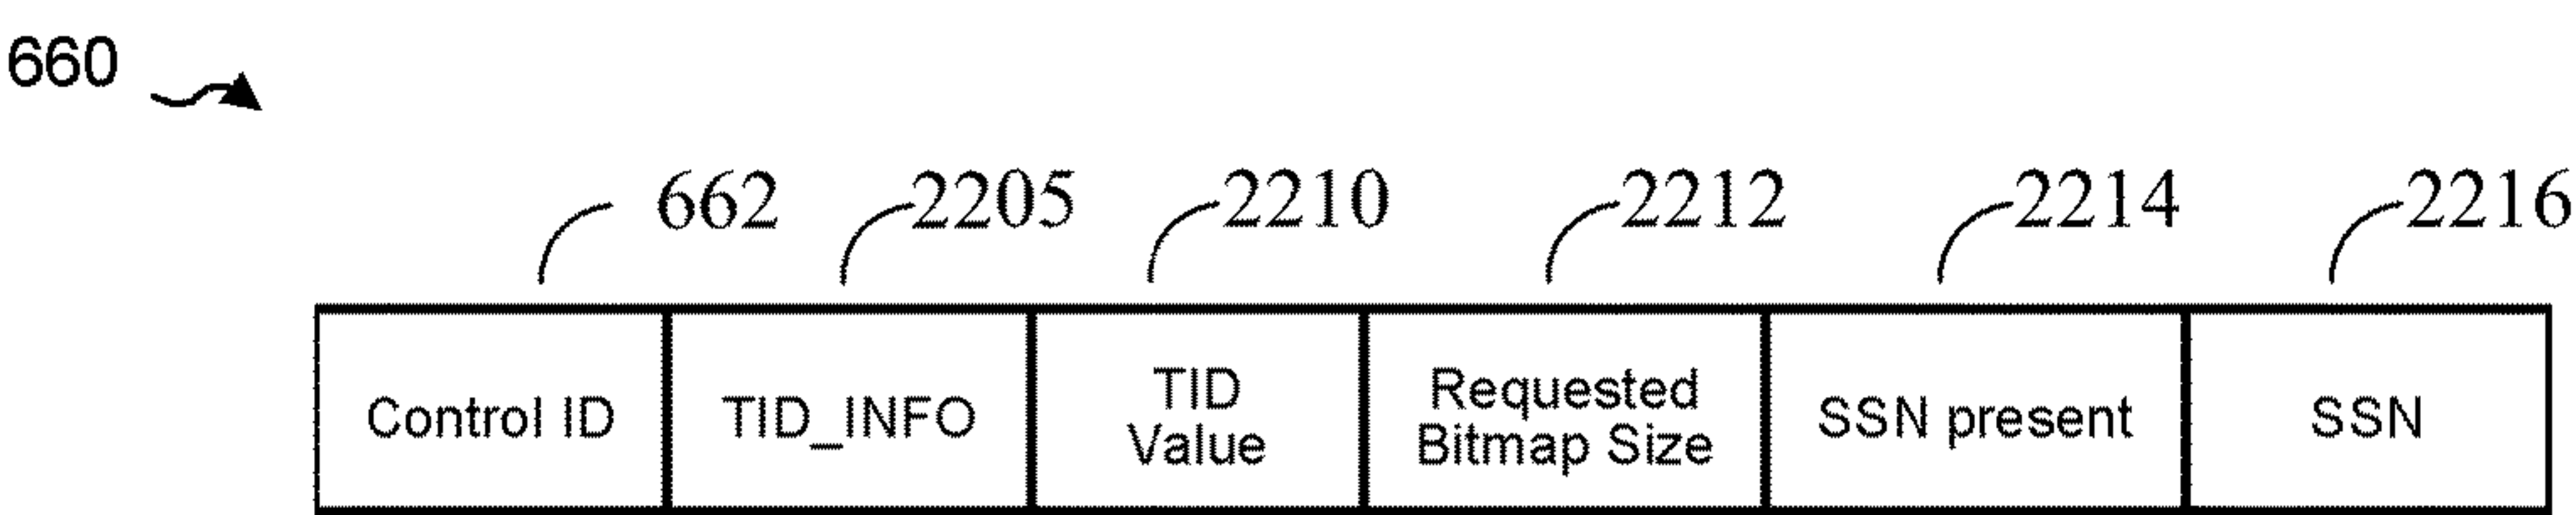 660
662 2205 2210 2212 2214 2216
Control ID TID_INFO TID Value Requested Bitmap Size SSN present SSN